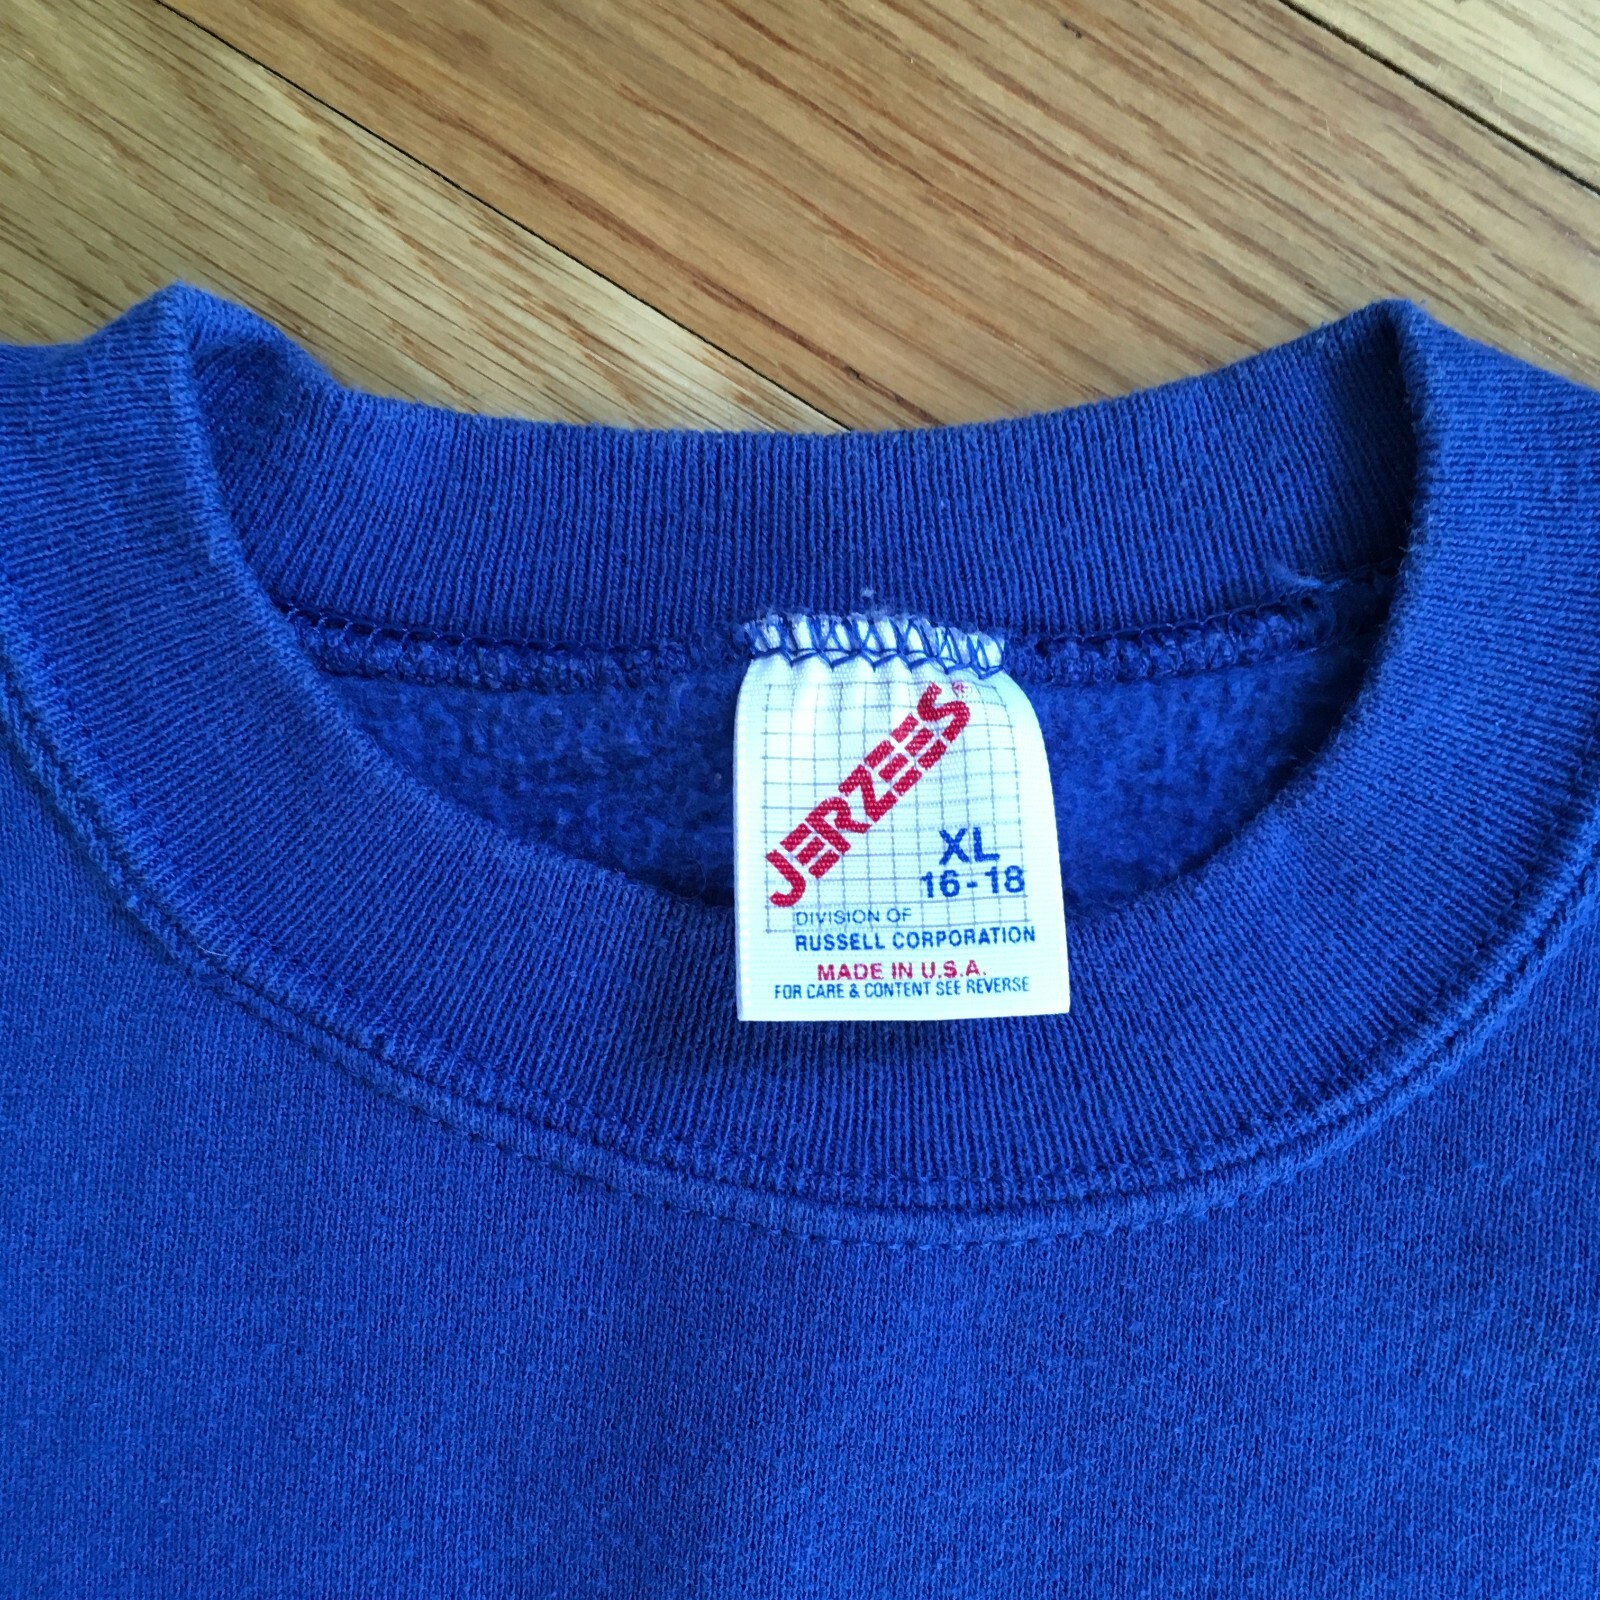 JERZEES®
XL
16-18
DIVISION OF
RUSSELL CORPORATION
MADE IN U.S.A.
FOR CARE & CONTENT SEE REVERSE